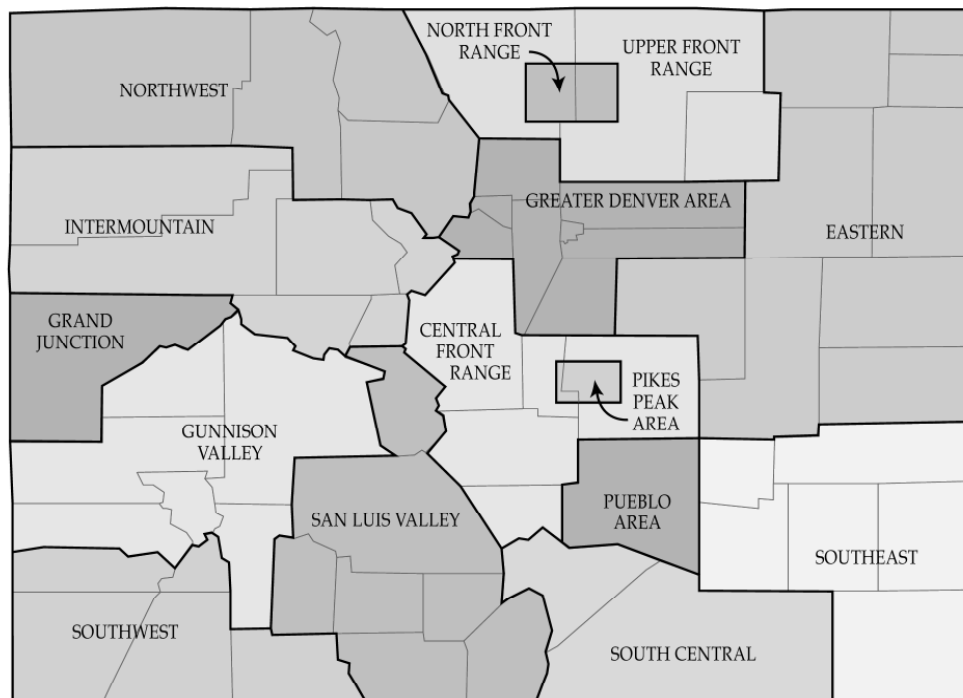 NORTH FRONT
RANGE
UPPER FRONT
RANGE
NORTHWEST
INTERMOUNTAIN
GREATER DENVER AREA
EASTERN
GRAND
JUNCTION
CENTRAL
FRONT
RANGE
PIKES
PEAK
AREA
GUNNISON
VALLEY
SAN LUIS VALLEY
PUEBLO
AREA
SOUTHEAST
SOUTHWEST
SOUTH CENTRAL